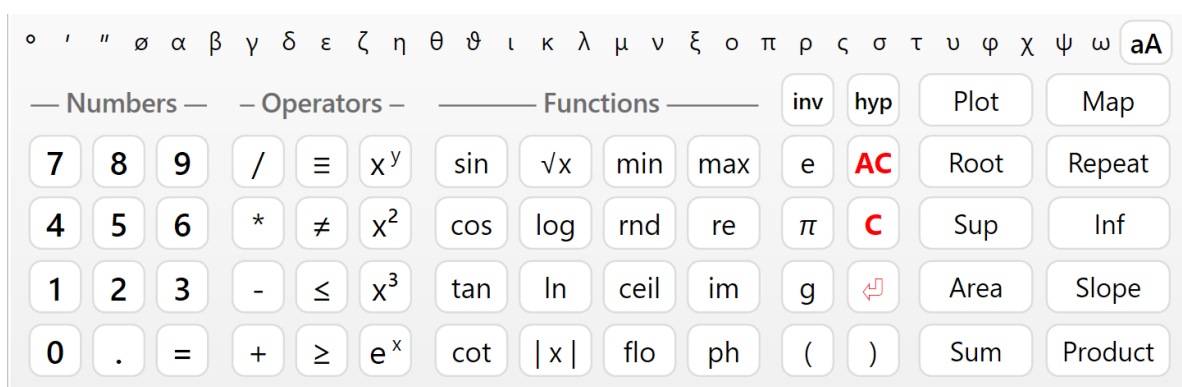 ° ′ ″ ø α β γ δ ε ζ η θ ϑ ι κ λ μ ν ξ ο π ρ ς σ τ υ φ χ ψ ω aA
Numbers Operators Functions inv hyp Plot Map
7 8 9 / ≡ x^y sin √x min max e AC Root Repeat
4 5 6 * ≠ x² cos log rnd re π C Sup Inf
1 2 3 - ≤ x³ tan ln ceil im g ⏎ Area Slope
0 . = + ≥ e^x cot |x| flo ph ( ) Sum Product